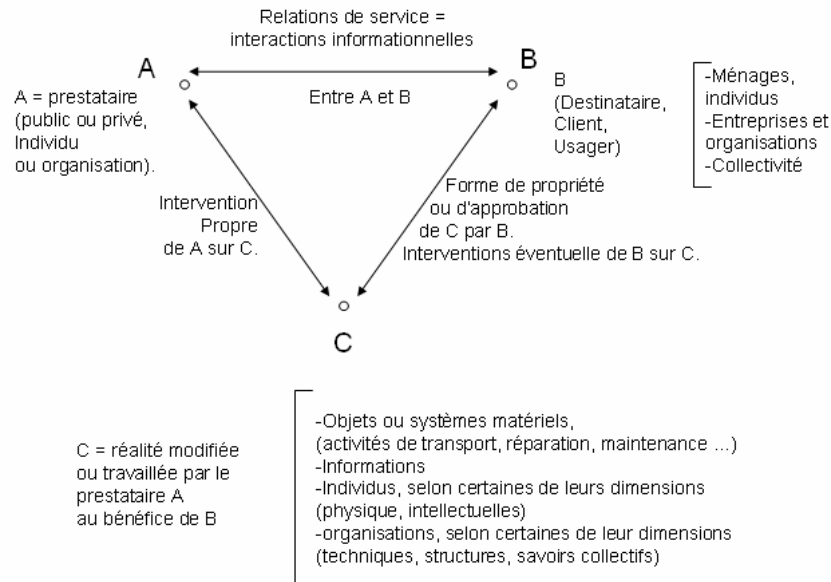 Relations de service =
interactions informationnelles
A
B
Entre A et B
A = prestataire
(public ou privé,
Individu
ou organisation).
B
(Destinataire,
Client,
Usager)
-Ménages,
individus
-Entreprises et
organisations
-Collectivité
Intervention
Propre
de A sur C.
Forme de propriété
ou d'approbation
de C par B.
Interventions éventuelle de B sur C.
C
C = réalité modifiée
ou travaillée par le
prestataire A
au bénéfice de B
-Objets ou systèmes matériels,
(activités de transport, réparation, maintenance ...)
-Informations
-Individus, selon certaines de leurs dimensions
(physique, intellectuelles)
-organisations, selon certaines de leur dimensions
(techniques, structures, savoirs collectifs)